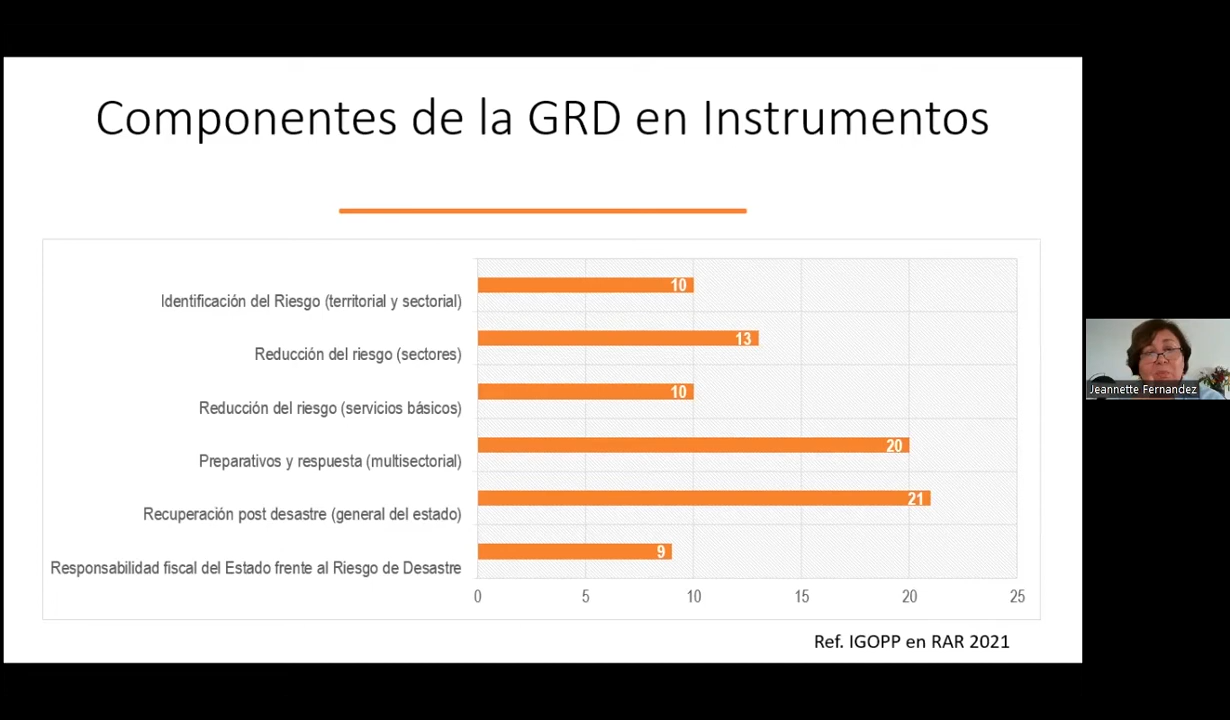 Componentes de la GRD en Instrumentos
Identificación del Riesgo (territorial y sectorial)
10
Reducción del riesgo (sectores)
13
Reducción del riesgo (servicios básicos)
10
Preparativos y respuesta (multisectorial)
20
Recuperación post desastre (general del estado)
21
Responsabilidad fiscal del Estado frente al Riesgo de Desastre
9
0 5 10 15 20 25
Ref. IGOPP en RAR 2021
Jeannette Fernandez